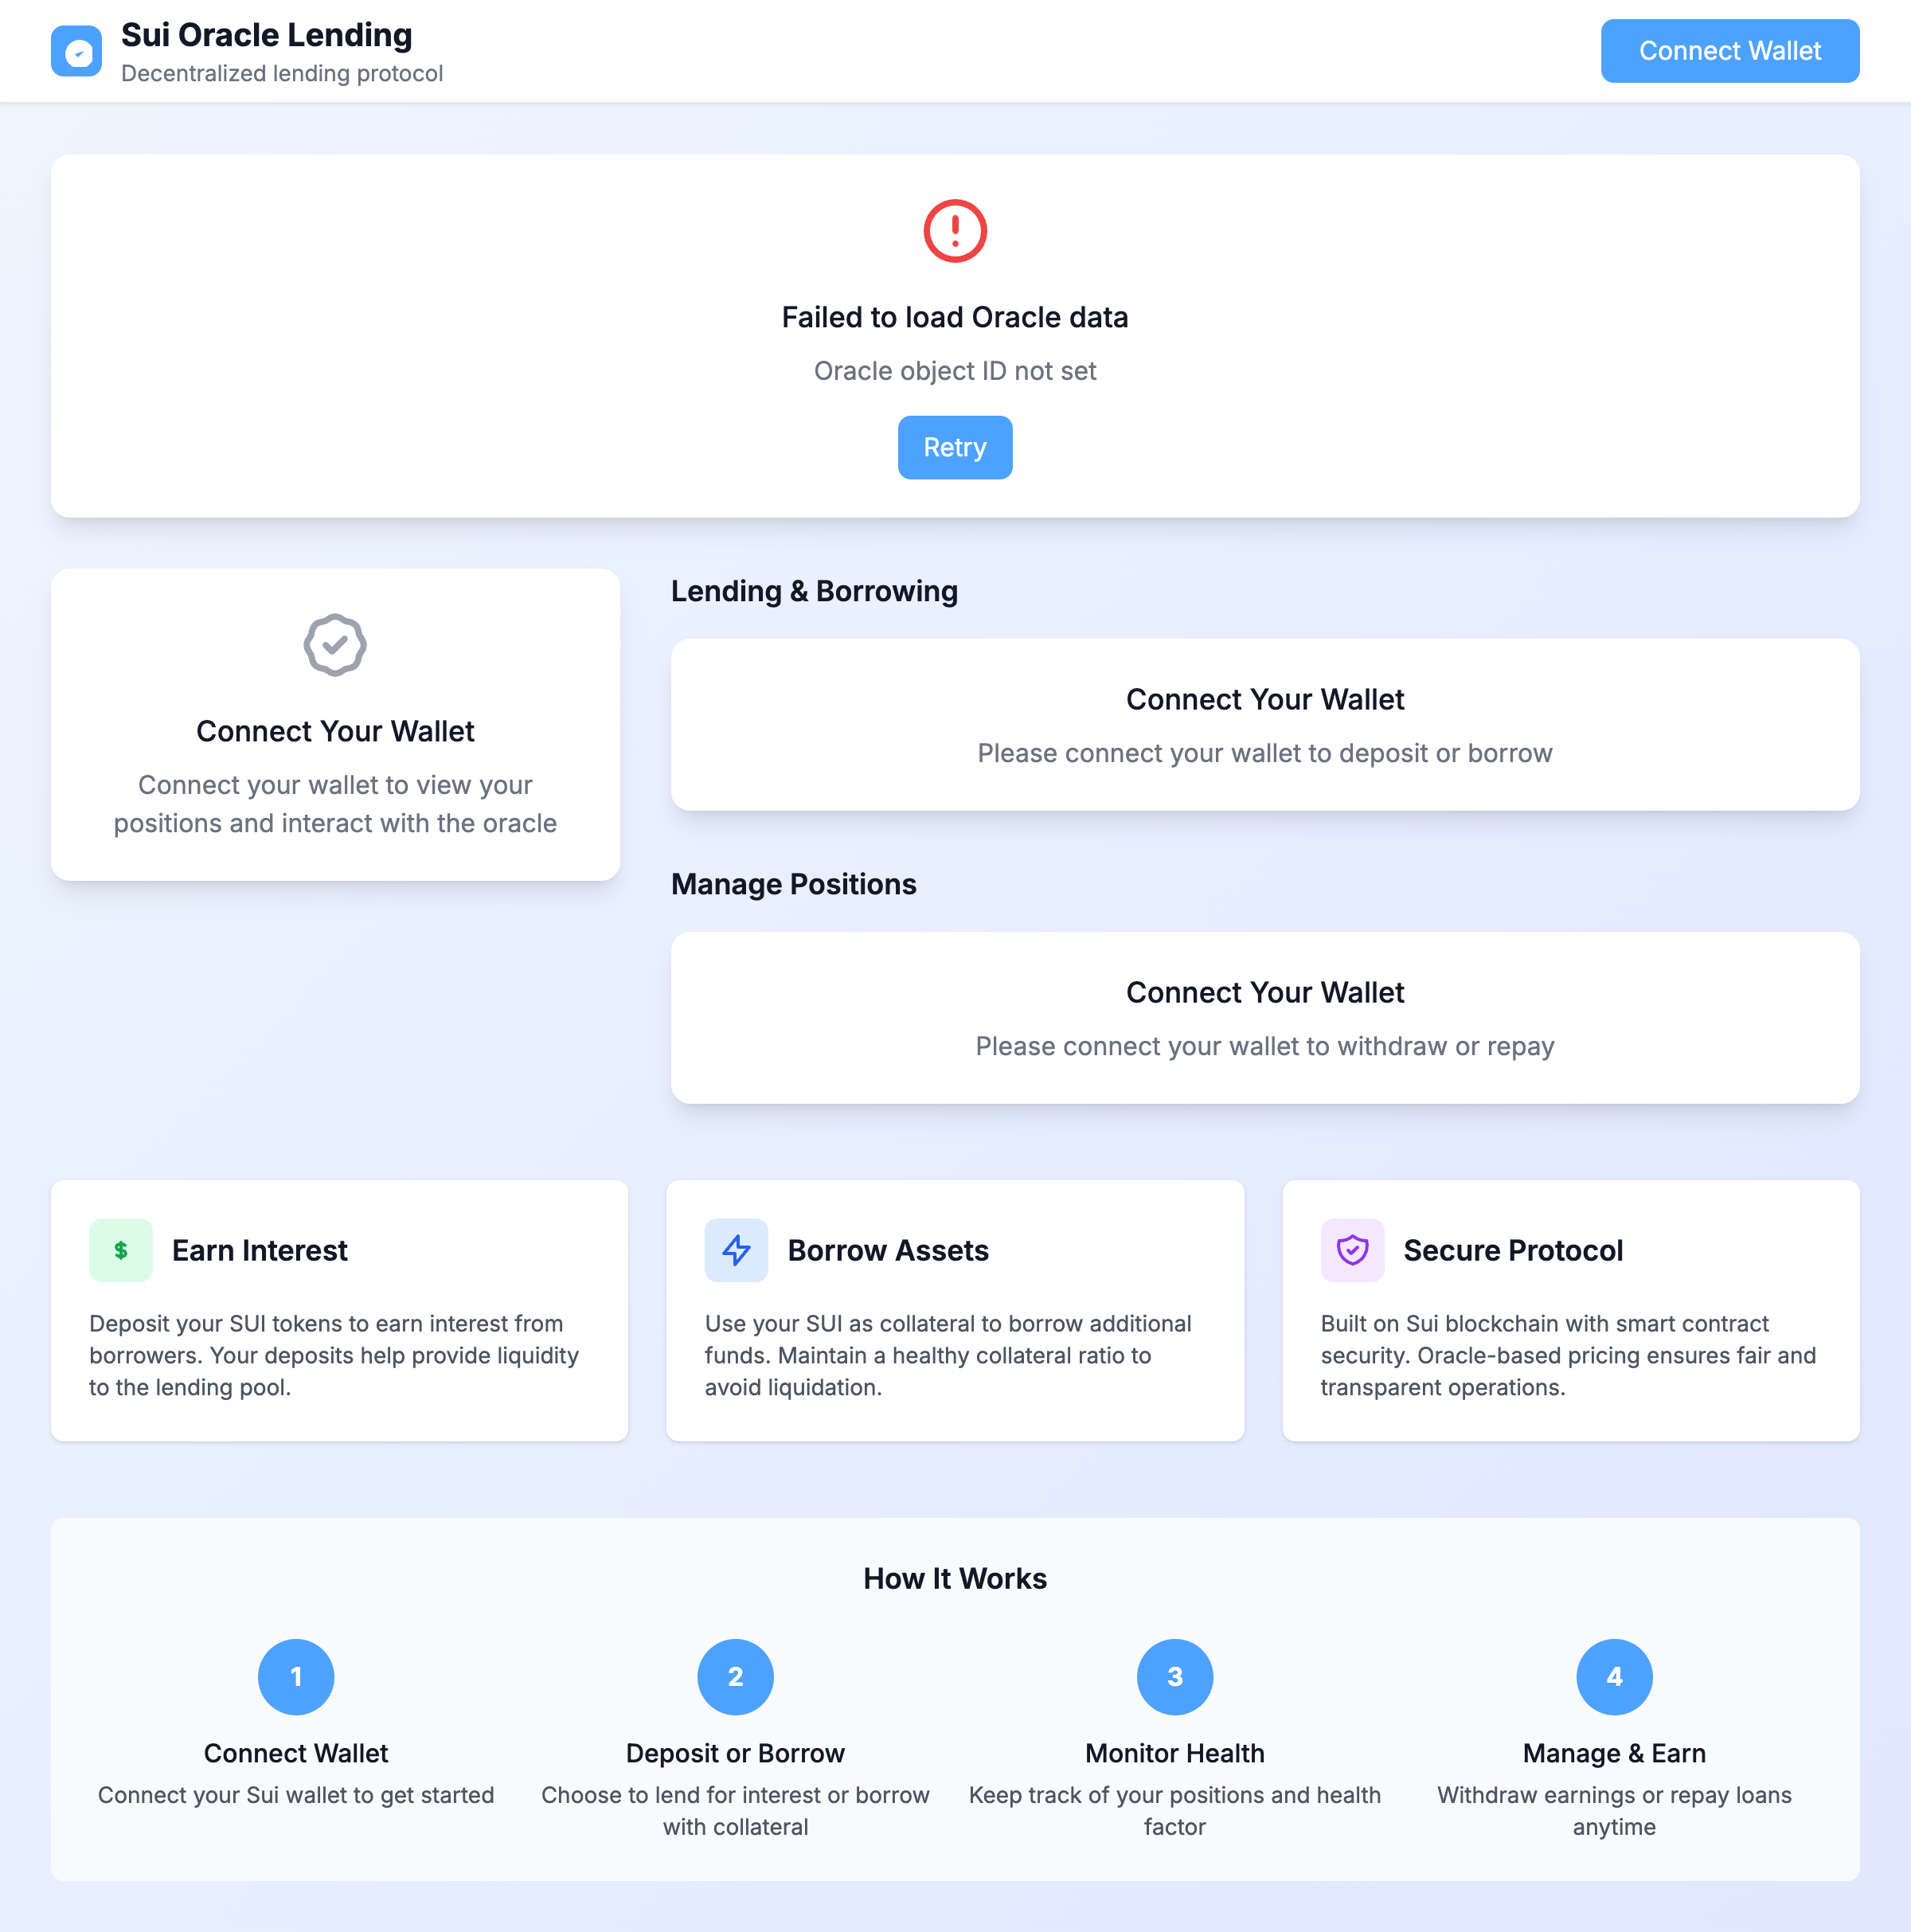 Sui Oracle Lending
Decentralized lending protocol
Connect Wallet
Failed to load Oracle data
Oracle object ID not set
Retry
Connect Your Wallet
Connect your wallet to view your
positions and interact with the oracle
Lending & Borrowing
Connect Your Wallet
Please connect your wallet to deposit or borrow
Manage Positions
Connect Your Wallet
Please connect your wallet to withdraw or repay
$
Earn Interest
Deposit your SUI tokens to earn interest from
borrowers. Your deposits help provide liquidity
to the lending pool.
Borrow Assets
Use your SUI as collateral to borrow additional
funds. Maintain a healthy collateral ratio to
avoid liquidation.
Secure Protocol
Built on Sui blockchain with smart contract
security. Oracle-based pricing ensures fair and
transparent operations.
How It Works
1
Connect Wallet
Connect your Sui wallet to get started
2
Deposit or Borrow
Choose to lend for interest or borrow
with collateral
3
Monitor Health
Keep track of your positions and health
factor
4
Manage & Earn
Withdraw earnings or repay loans
anytime